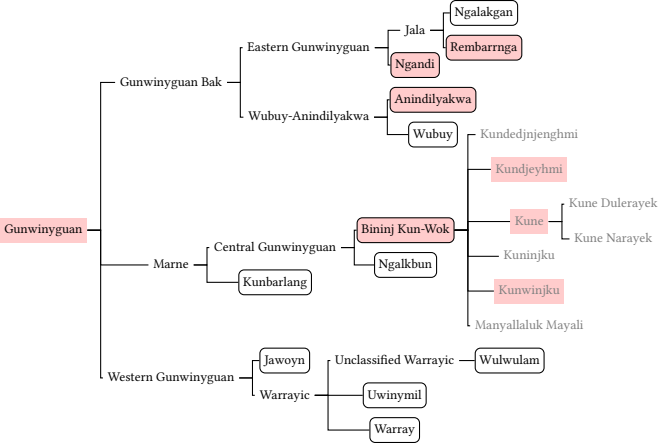 Ngalakgan
Jala
Rembarrnga
Eastern Gunwinyguan
Ngandi
Gunwinyguan Bak
Anindilyakwa
Wubuy-Anindilyakwa
Wubuy
Kundedjnjenghmi
Kundjeyhmi
Kune Dulerayek
Kune
Kune Narayek
Gunwinyguan
Bininj Kun-Wok
Central Gunwinyguan
Kuninjku
Marne
Ngalkbun
Kunbarlang
Kunwinjku
Manyallaluk Mayali
Jawoyn
Unclassified Warrayic
Wulwulam
Western Gunwinyguan
Warrayic
Uwinymil
Warray